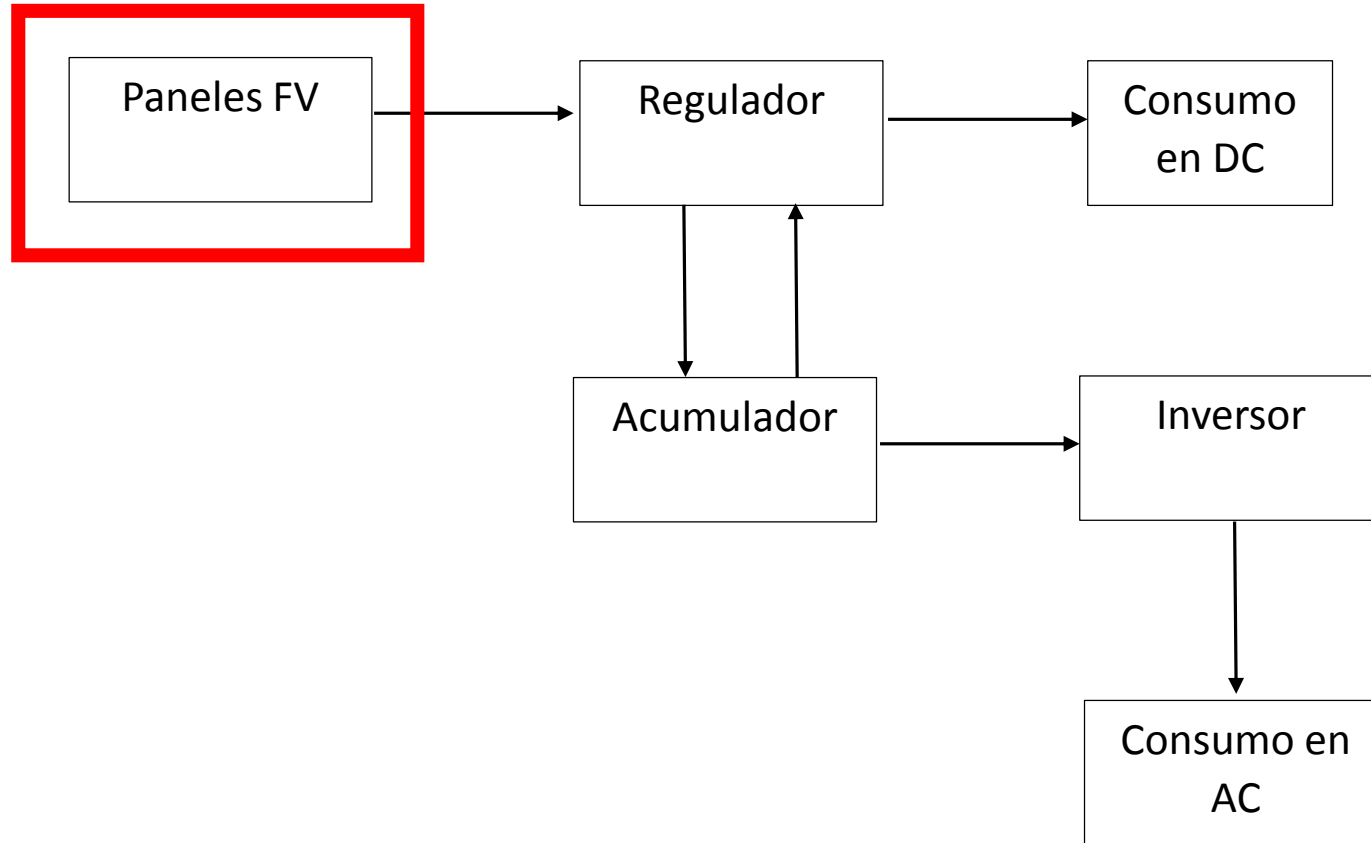 Paneles FV
Regulador
Consumo
en DC
Acumulador
Inversor
Consumo en
AC